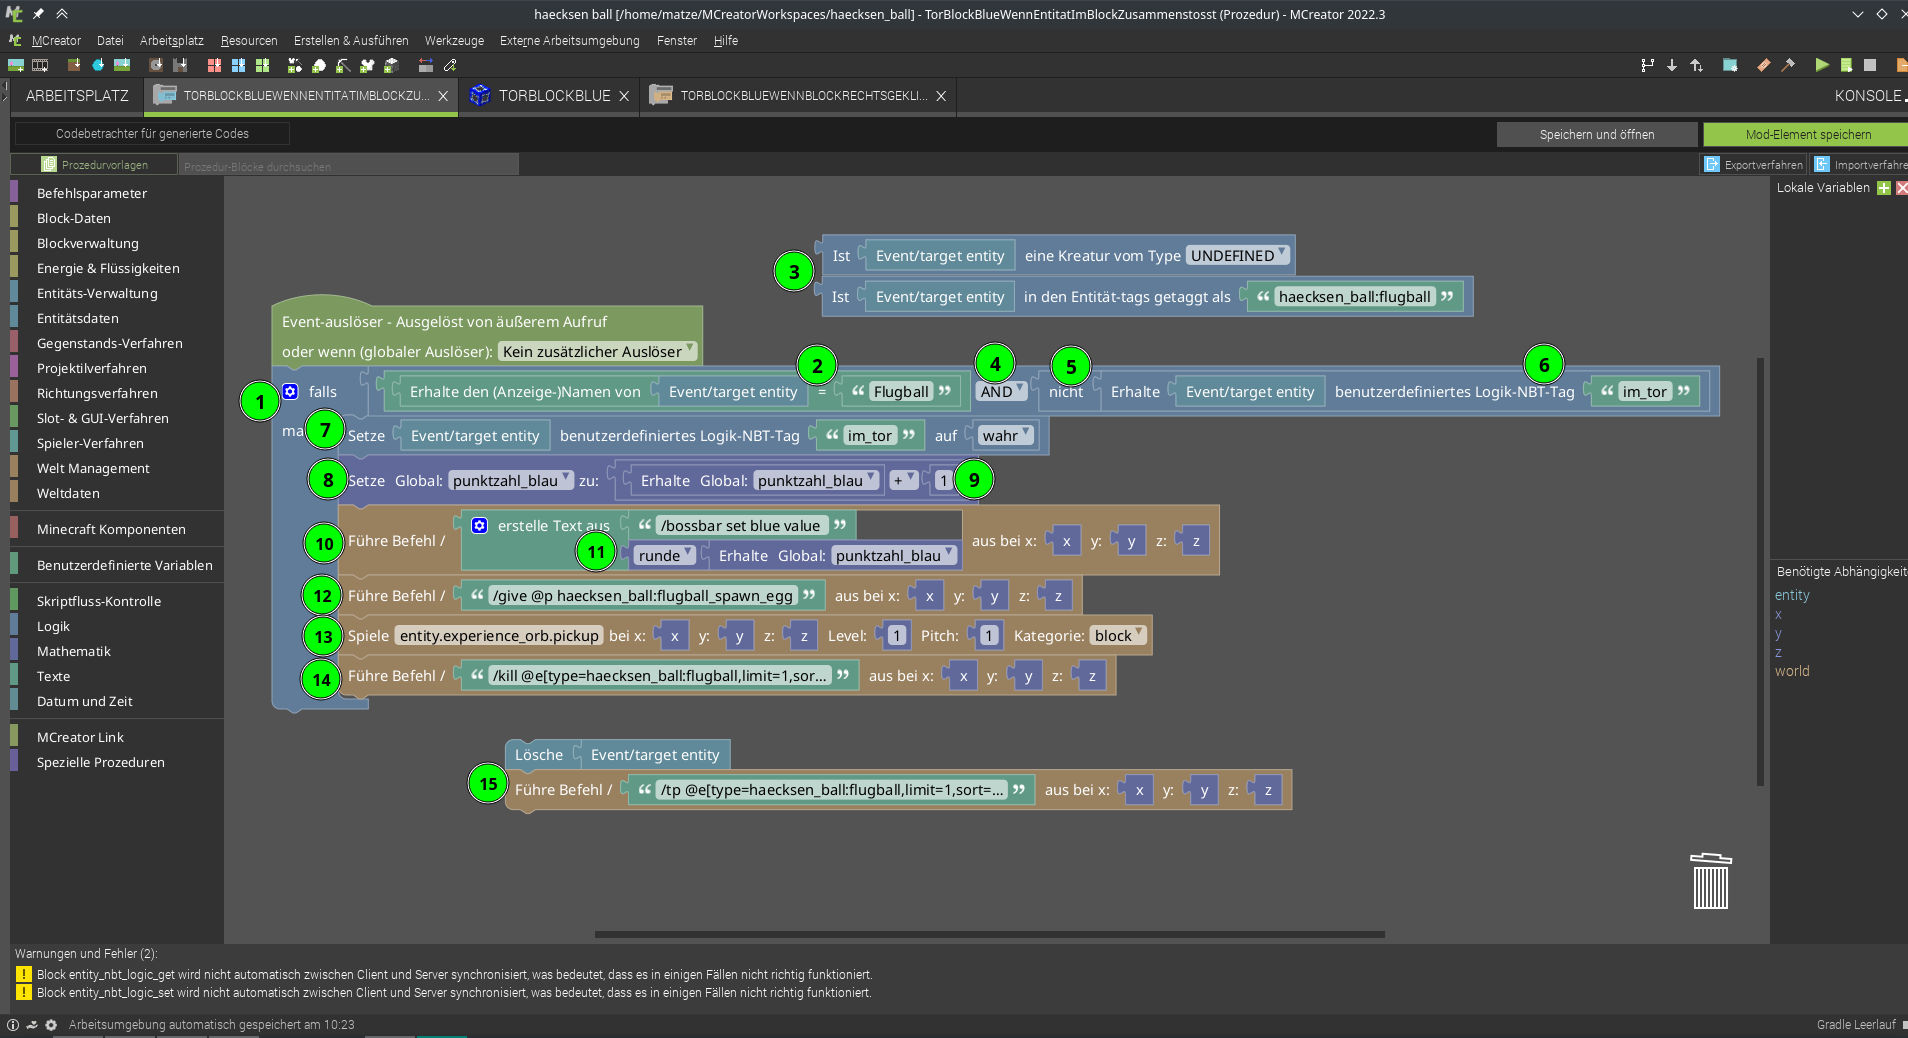 haecksen ball [/home/matze/MCreatorWorkspaces/haecksen_ball] - TorBlockBlueWennEntitatImBlockZusammenstosst (Prozedur) - MCreator 2022.3
MCreator Datei Arbeitsplatz Resourcen Erstellen & Ausführen Werkzeuge Externe Arbeitsumgebung Fenster Hilfe
ARBEITSPLATZ TORBLOCKBLUEWENNENTITATIMBLOCKZU... TORBLOCKBLUE TORBLOCKBLUEWENNBLOCKRECHTSGEKLI... KONSOLE
Codebetrachter für generierte Codes Speichern und öffnen Mod-Element speichern
Prozedurvorlagen Prozedur-Blöcke durchsuchen Exportverfahren Importverfahre
Befehlsparameter
Block-Daten
Blockverwaltung
Energie & Flüssigkeiten
Entitäts-Verwaltung
Entitätsdaten
Gegenstands-Verfahren
Projektilverfahren
Richtungsverfahren
Slot- & GUI-Verfahren
Spieler-Verfahren
Welt Management
Weltdaten
Minecraft Komponenten
Benutzerdefinierte Variablen
Skriptfluss-Kontrolle
Logik
Mathematik
Texte
Datum und Zeit
MCreator Link
Spezielle Prozeduren
3
Ist Event/target entity eine Kreatur vom Type UNDEFINED
Ist Event/target entity in den Entität-tags getaggt als “ haecksen_ball:flugball ”
Event-auslöser - Ausgelöst von äußerem Aufruf
oder wenn (globaler Auslöser): Kein zusätzlicher Auslöser
2 4 5 6
1 falls Erhalte den (Anzeige-)Namen von Event/target entity = “ Flugball ” AND nicht Erhalte Event/target entity benutzerdefiniertes Logik-NBT-Tag “ im_tor ”
ma 7 Setze Event/target entity benutzerdefiniertes Logik-NBT-Tag “ im_tor ” auf wahr
8 Setze Global: punktzahl_blau zu: Erhalte Global: punktzahl_blau + 1 9
10 Führe Befehl / erstelle Text aus “ /bossbar set blue value ” aus bei x: x y: y z: z
11 runde Erhalte Global: punktzahl_blau
12 Führe Befehl / “ /give @p haecksen_ball:flugball_spawn_egg ” aus bei x: x y: y z: z
13 Spiele entity.experience_orb.pickup bei x: x y: y z: z Level: 1 Pitch: 1 Kategorie: block
14 Führe Befehl / “ /kill @e[type=haecksen_ball:flugball,limit=1,sor... ” aus bei x: x y: y z: z
Lösche Event/target entity
15 Führe Befehl / “ /tp @e[type=haecksen_ball:flugball,limit=1,sort=... ” aus bei x: x y: y z: z
Lokale Variablen
Benötigte Abhängigkeit
entity
x
y
z
world
Warnungen und Fehler (2):
! Block entity_nbt_logic_get wird nicht automatisch zwischen Client und Server synchronisiert, was bedeutet, dass es in einigen Fällen nicht richtig funktioniert.
! Block entity_nbt_logic_set wird nicht automatisch zwischen Client und Server synchronisiert, was bedeutet, dass es in einigen Fällen nicht richtig funktioniert.
Arbeitsumgebung automatisch gespeichert am 10:23 Gradle Leerlauf